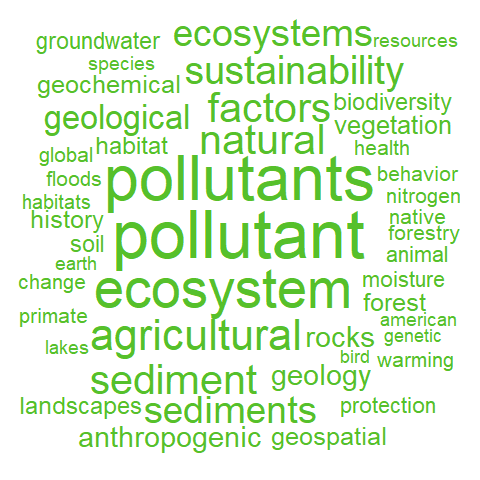 ecosystems
groundwater
resources
species
sustainability
geochemical
factors
biodiversity
geological
vegetation
natural
habitat
health
global
pollutants
behavior
floods
nitrogen
habitats
native
history
pollutant
forestry
soil
animal
earth
change
ecosystem
moisture
forest
primate
agricultural
american
rocks
genetic
lakes
bird
warming
sediment
geology
landscapes
sediments
protection
anthropogenic
geospatial